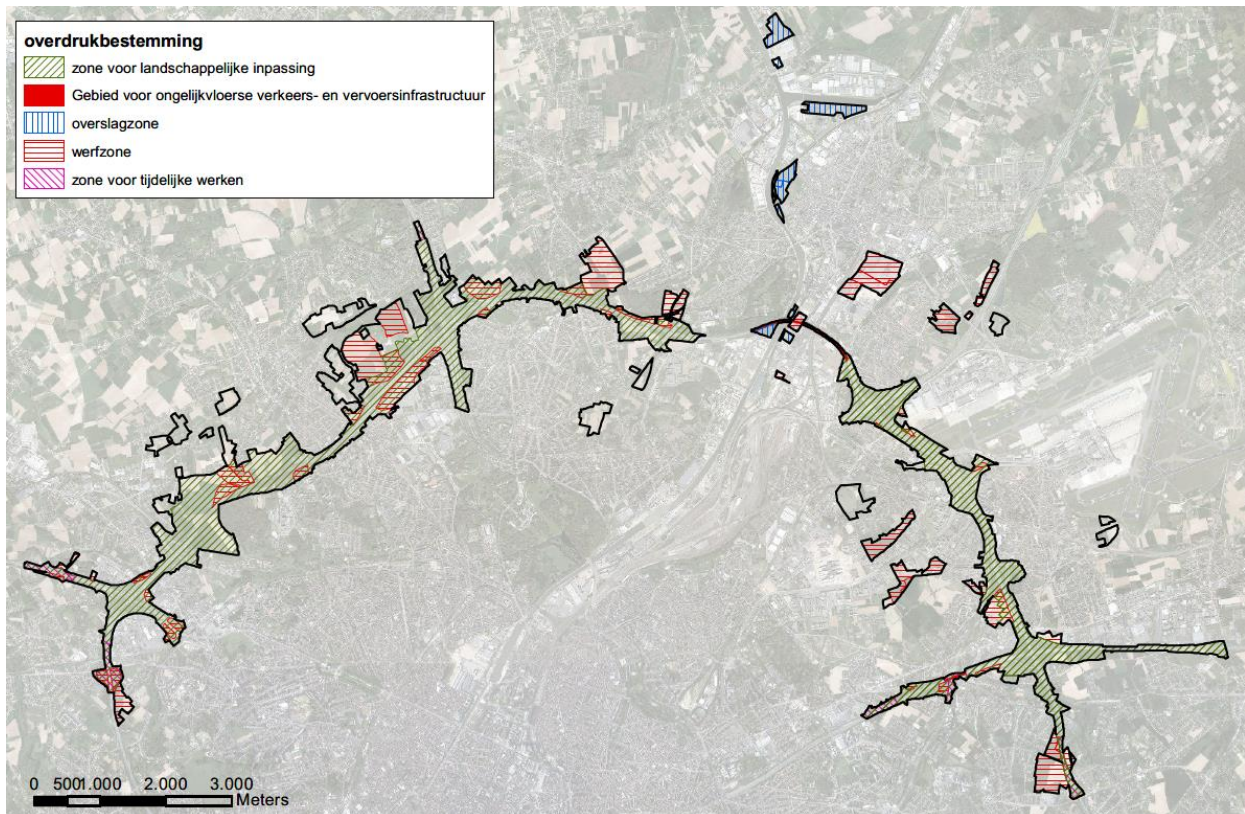 overdrukbestemming
zone voor landschappelijke inpassing
Gebied voor ongelijkvloerse verkeers- en vervoersinfrastructuur
overslagzone
werfzone
zone voor tijdelijke werken
0 5001.000 2.000 3.000
Meters